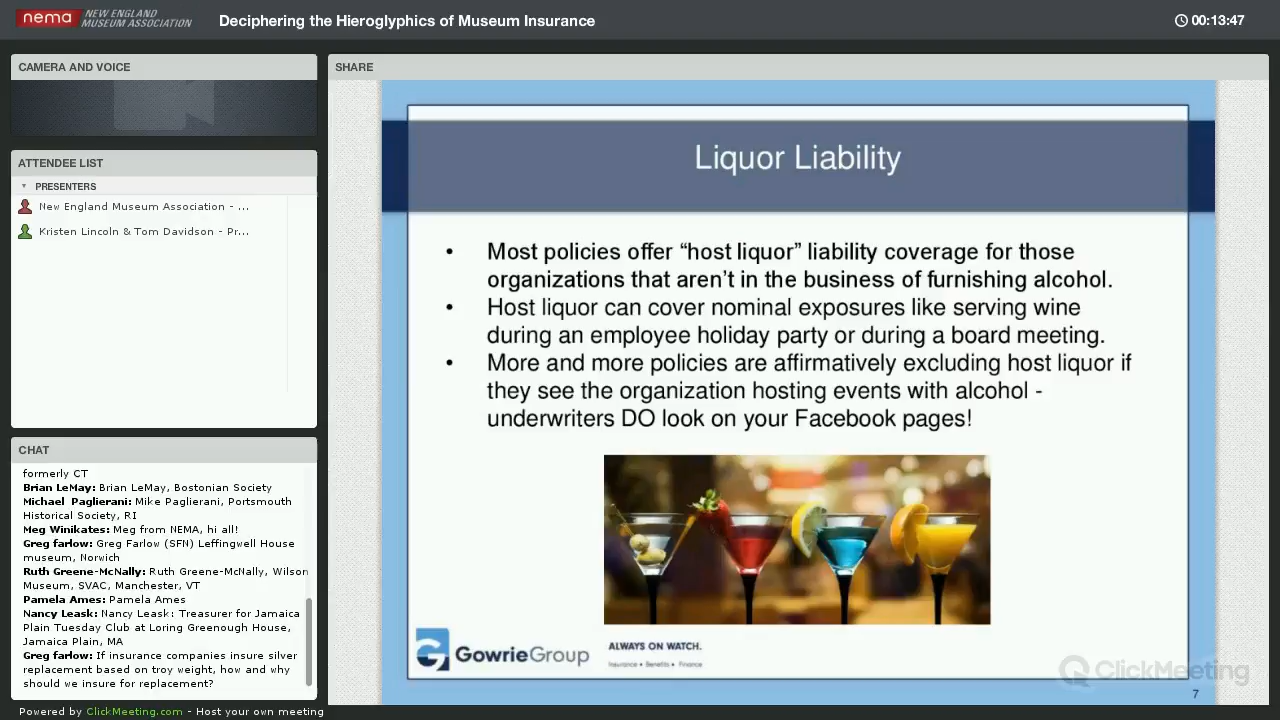 nema NEW ENGLAND
MUSEUM ASSOCIATION
Deciphering the Hieroglyphics of Museum Insurance
00:13:47
CAMERA AND VOICE
ATTENDEE LIST
PRESENTERS
New England Museum Association - ...
Kristen Lincoln & Tom Davidson - Pr...
CHAT
formerly CT
Brian LeMay: Brian LeMay, Bostonian Society
Michael Paglierani: Mike Paglierani, Portsmouth
Historical Society, RI
Meg Winikates: Meg from NEMA, hi all!
Greg farlow: Greg Farlow (SFN) Leffingwell House
museum, Norwich
Ruth Greene-McNally: Ruth Greene-McNally, Wilson
Museum, SVAC, Manchester, VT
Pamela Ames: Pamela Ames
Nancy Leask: Nancy Leask: Treasurer for Jamaica
Plain Tuesday Club at Loring Greenough House,
Jamaica Plain, MA
Greg farlow: If insurance companies insure silver
replacement based on troy weight, how and why
should we insure for replacement?
Powered by ClickMeeting.com - Host your own meeting
SHARE
Liquor Liability
• Most policies offer “host liquor” liability coverage for those
organizations that aren’t in the business of furnishing alcohol.
• Host liquor can cover nominal exposures like serving wine
during an employee holiday party or during a board meeting.
• More and more policies are affirmatively excluding host liquor if
they see the organization hosting events with alcohol -
underwriters DO look on your Facebook pages!
GowrieGroup
ALWAYS ON WATCH.
Insurance • Benefits • Finance
ClickMeeting
7